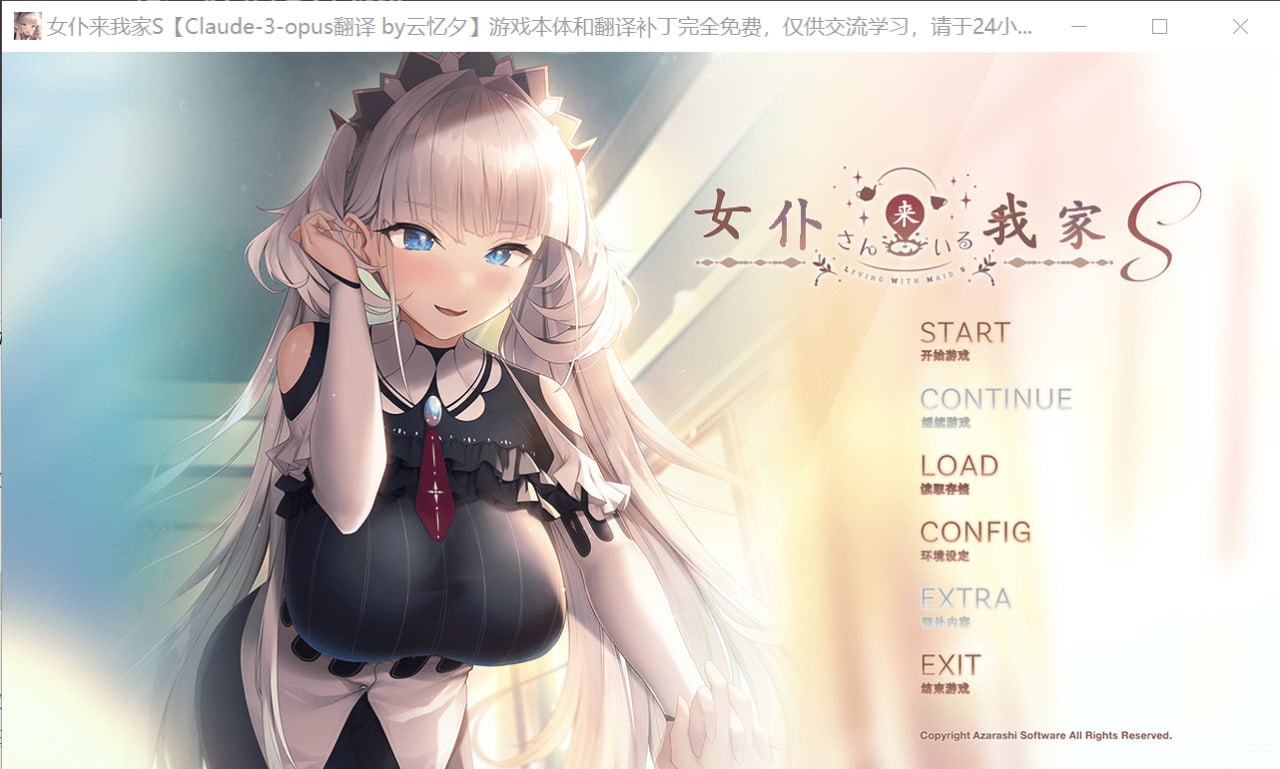 女仆来我家S【Claude-3-opus翻译 by云忆夕】游戏本体和翻译补丁完全免费，仅供交流学习，请于24小...
女仆来我家S
さんいる
LIVING WITH MAID S
START
开始游戏
CONTINUE
继续游戏
LOAD
读取存档
CONFIG
环境设定
EXTRA
额外内容
EXIT
结束游戏
Copyright Azarashi Software All Rights Reserved.